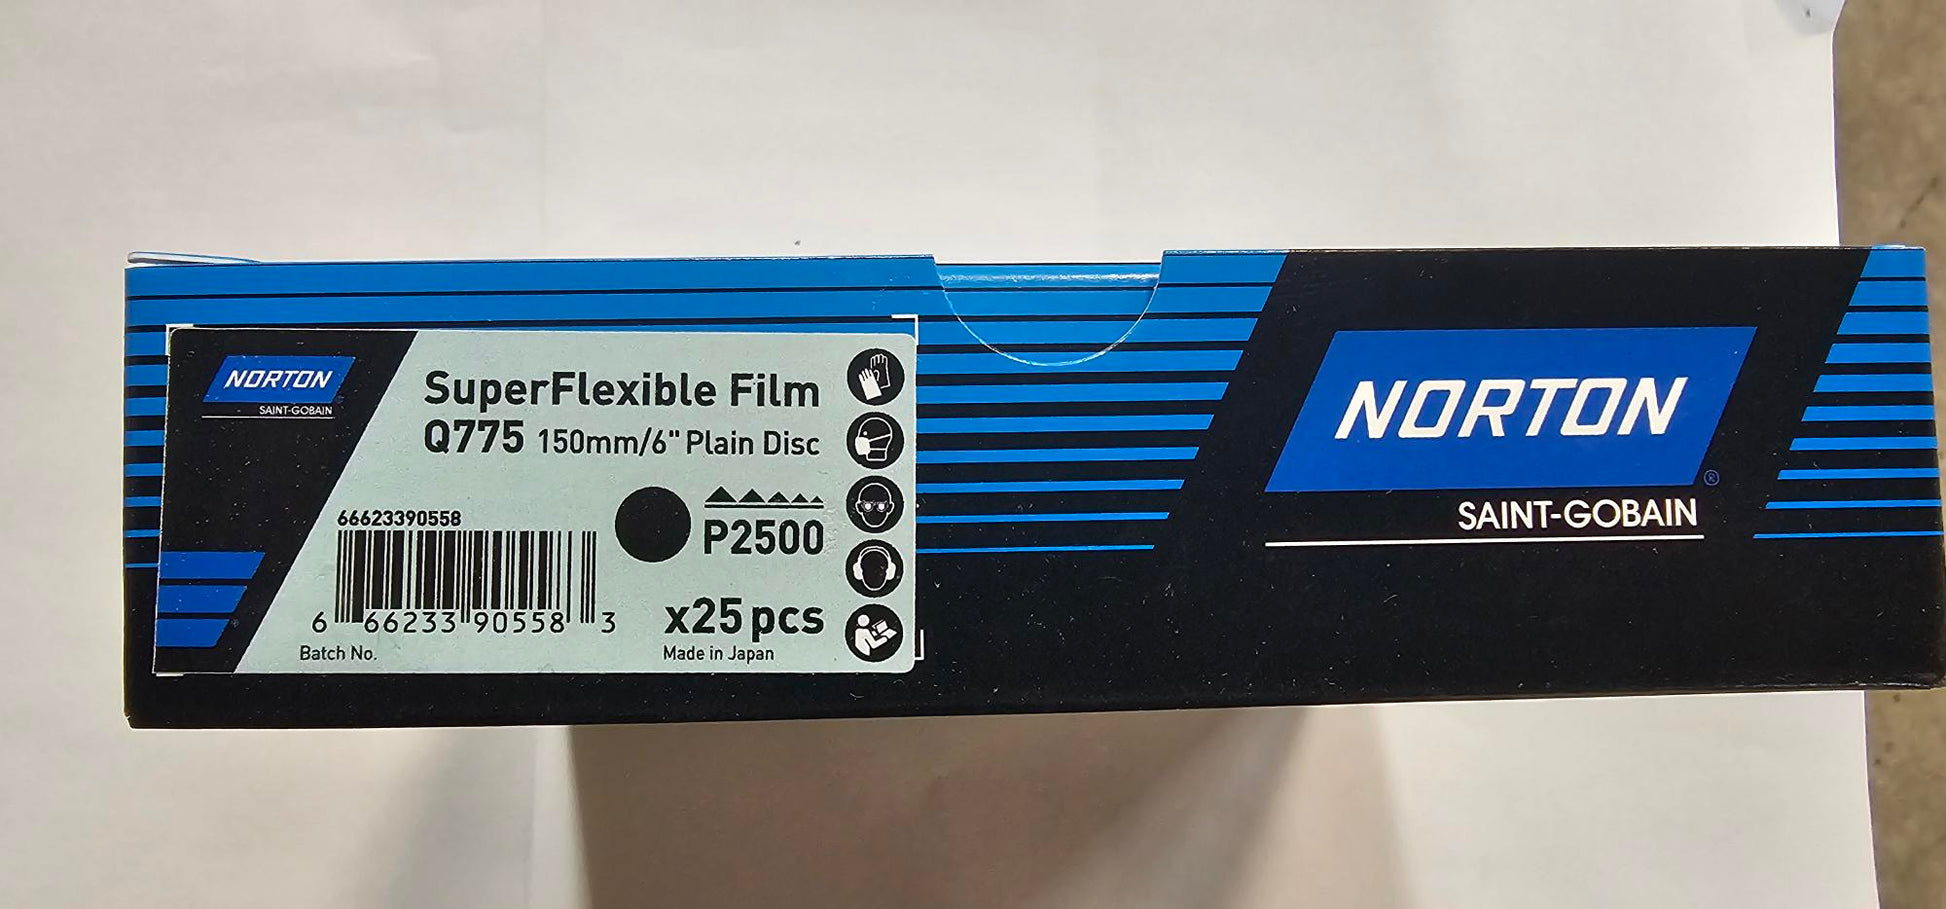 NORTON
SAINT-GOBAIN
SuperFlexible Film
Q775 150mm/6" Plain Disc
66623390558
P2500
6 66233 90558 3
x25 pcs
Batch No.
Made in Japan
NORTON
®
SAINT-GOBAIN